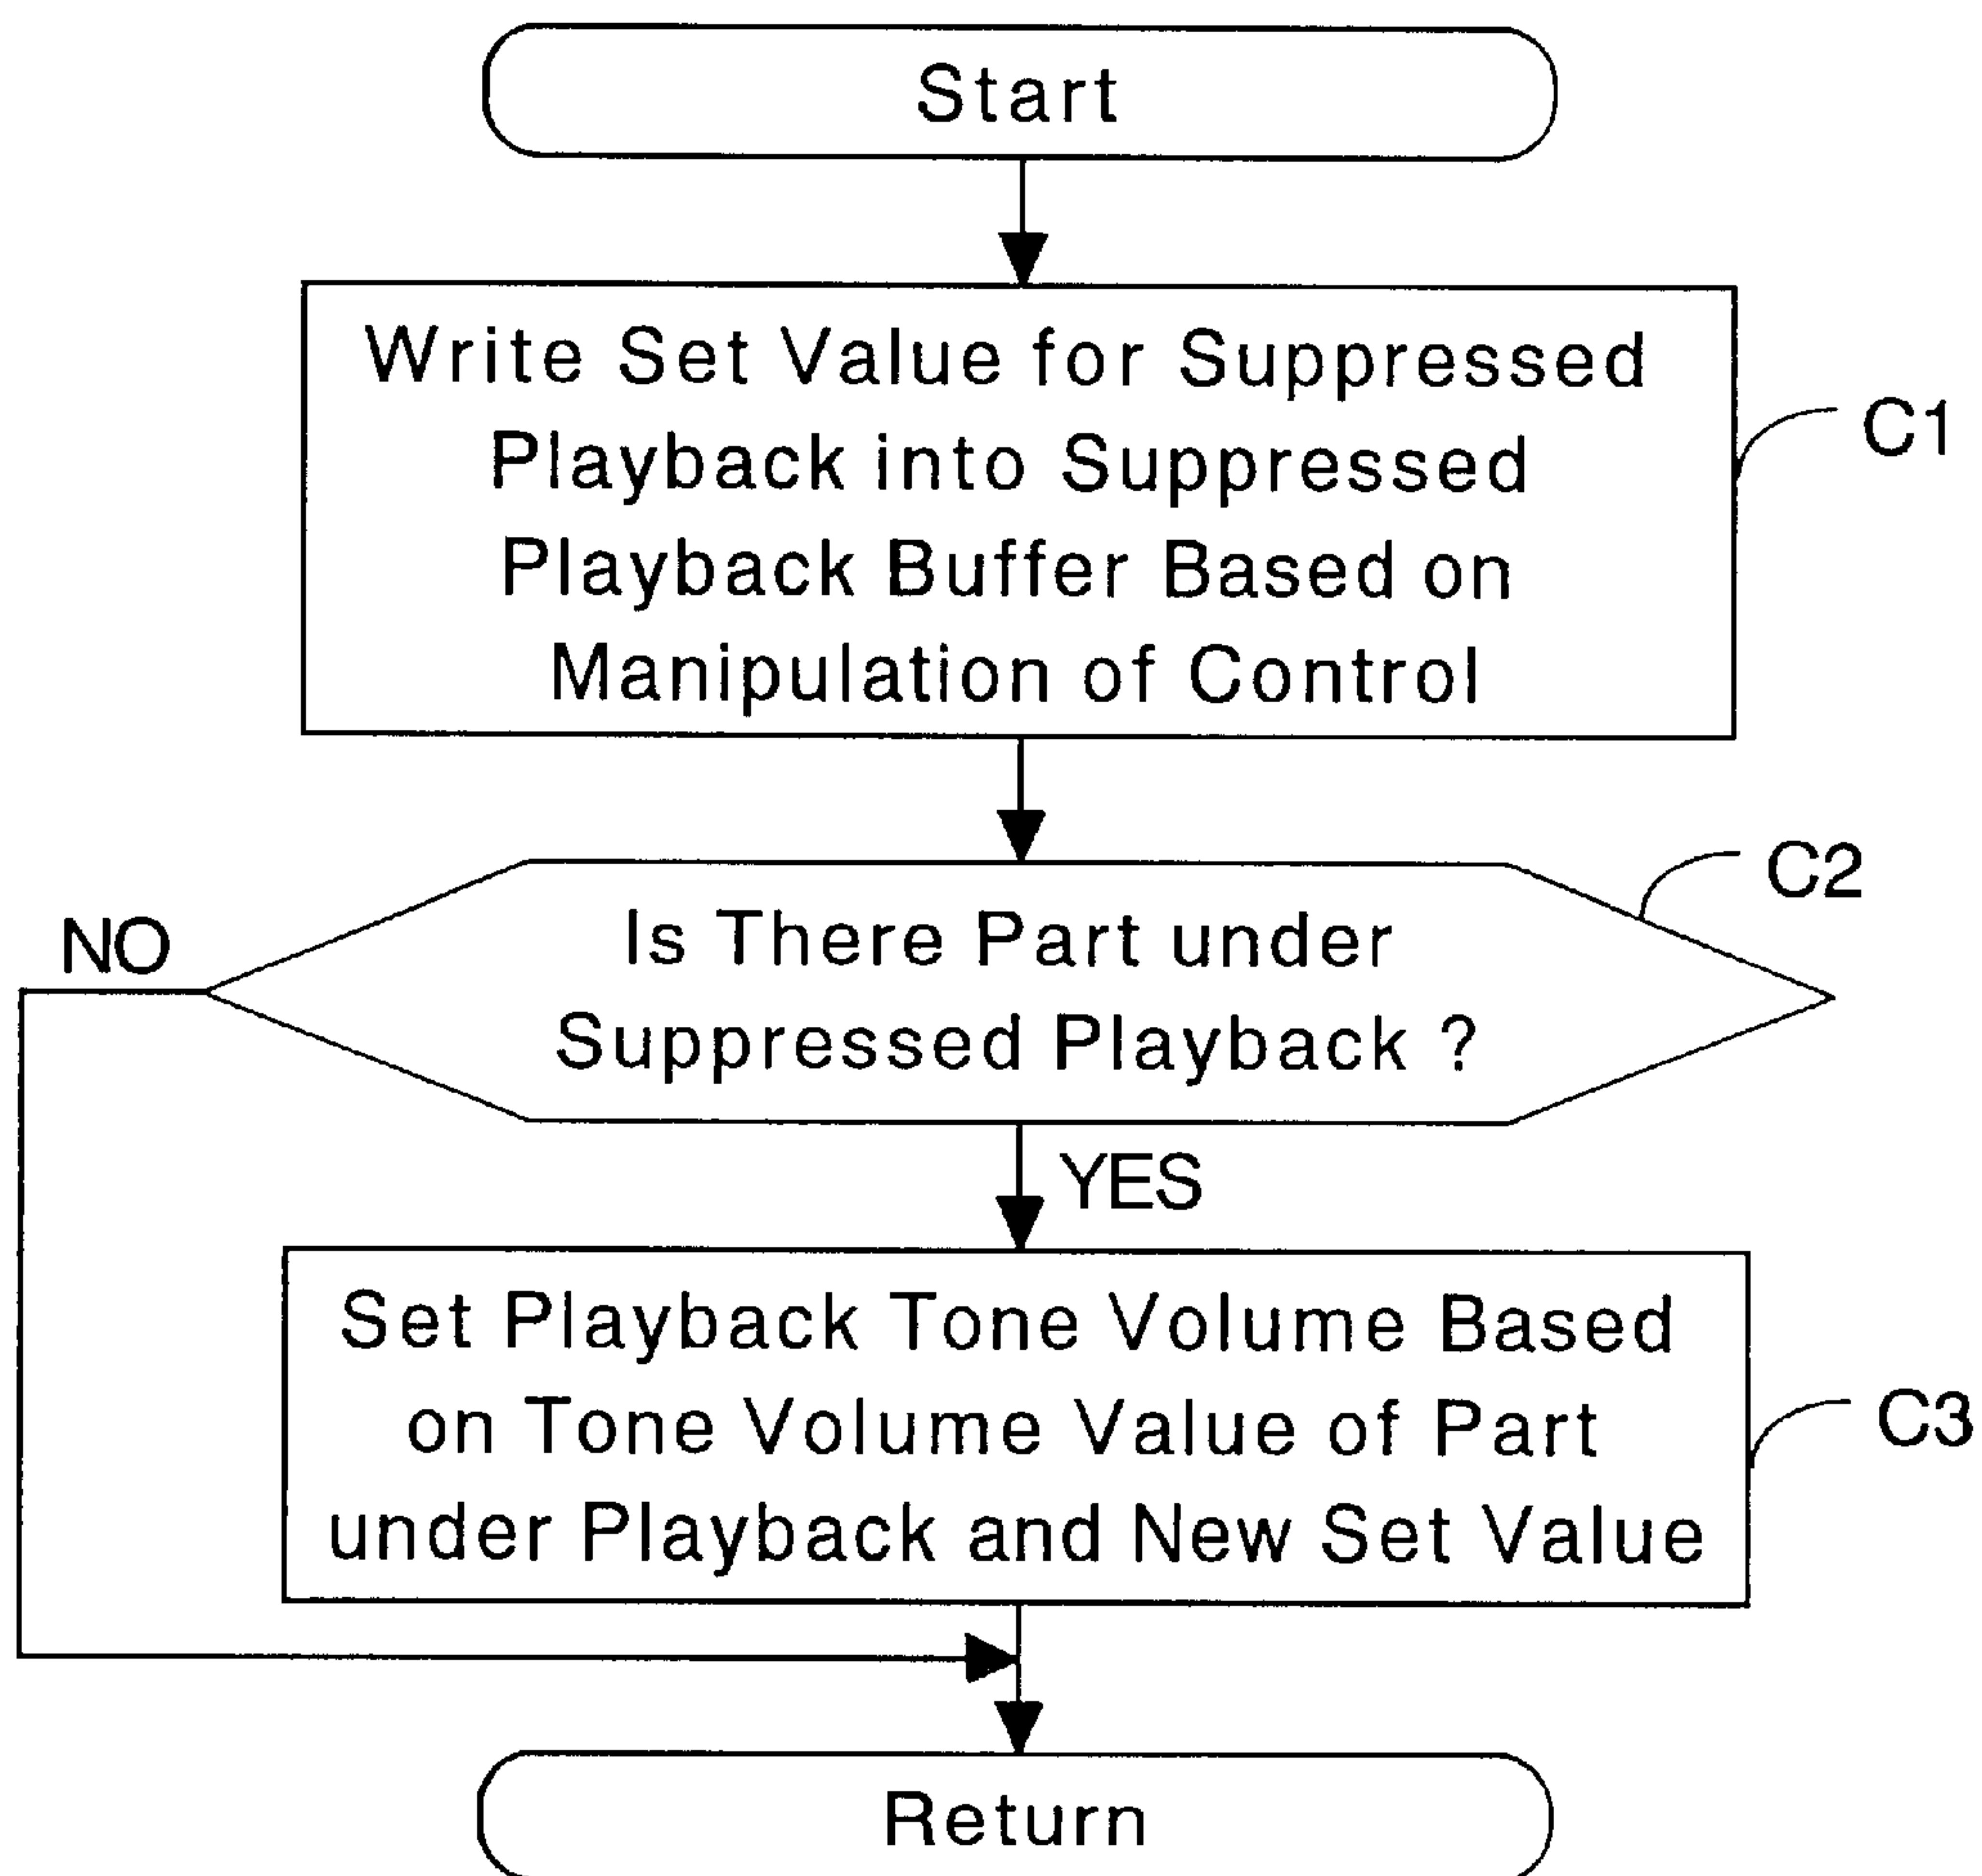 Start
Write Set Value for Suppressed
Playback into Suppressed
Playback Buffer Based on
Manipulation of Control
C1
C2
NO
Is There Part under
Suppressed Playback ?
YES
Set Playback Tone Volume Based
on Tone Volume Value of Part
under Playback and New Set Value
C3
Return